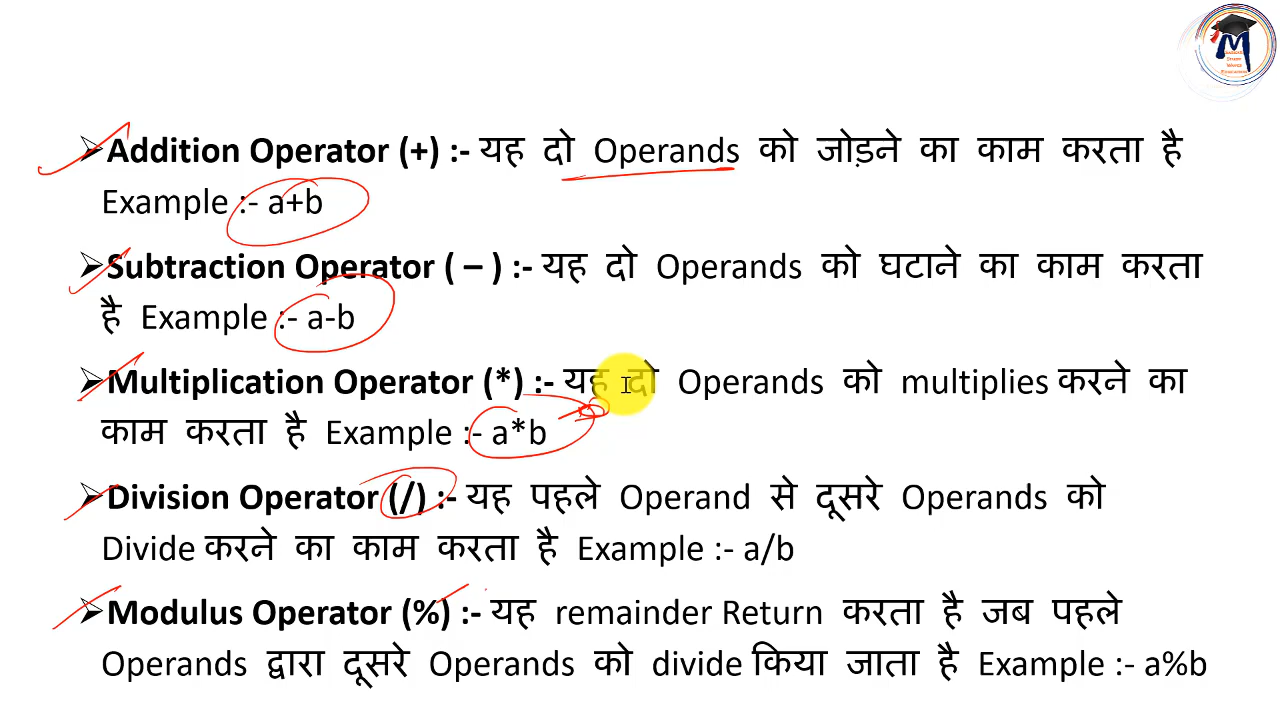 ➢Addition Operator (+) :- यह दो Operands को जोड़ने का काम करता है
Example :- a+b
➢Subtraction Operator ( – ) :- यह दो Operands को घटाने का काम करता
है Example :- a-b
➢Multiplication Operator (*) :- यह दो Operands को multiplies करने का
काम करता है Example :- a*b
➢Division Operator (/) :- यह पहले Operand से दूसरे Operands को
Divide करने का काम करता है Example :- a/b
➢Modulus Operator (%) :- यह remainder Return करता है जब पहले
Operands द्वारा दूसरे Operands को divide किया जाता है Example :- a%b